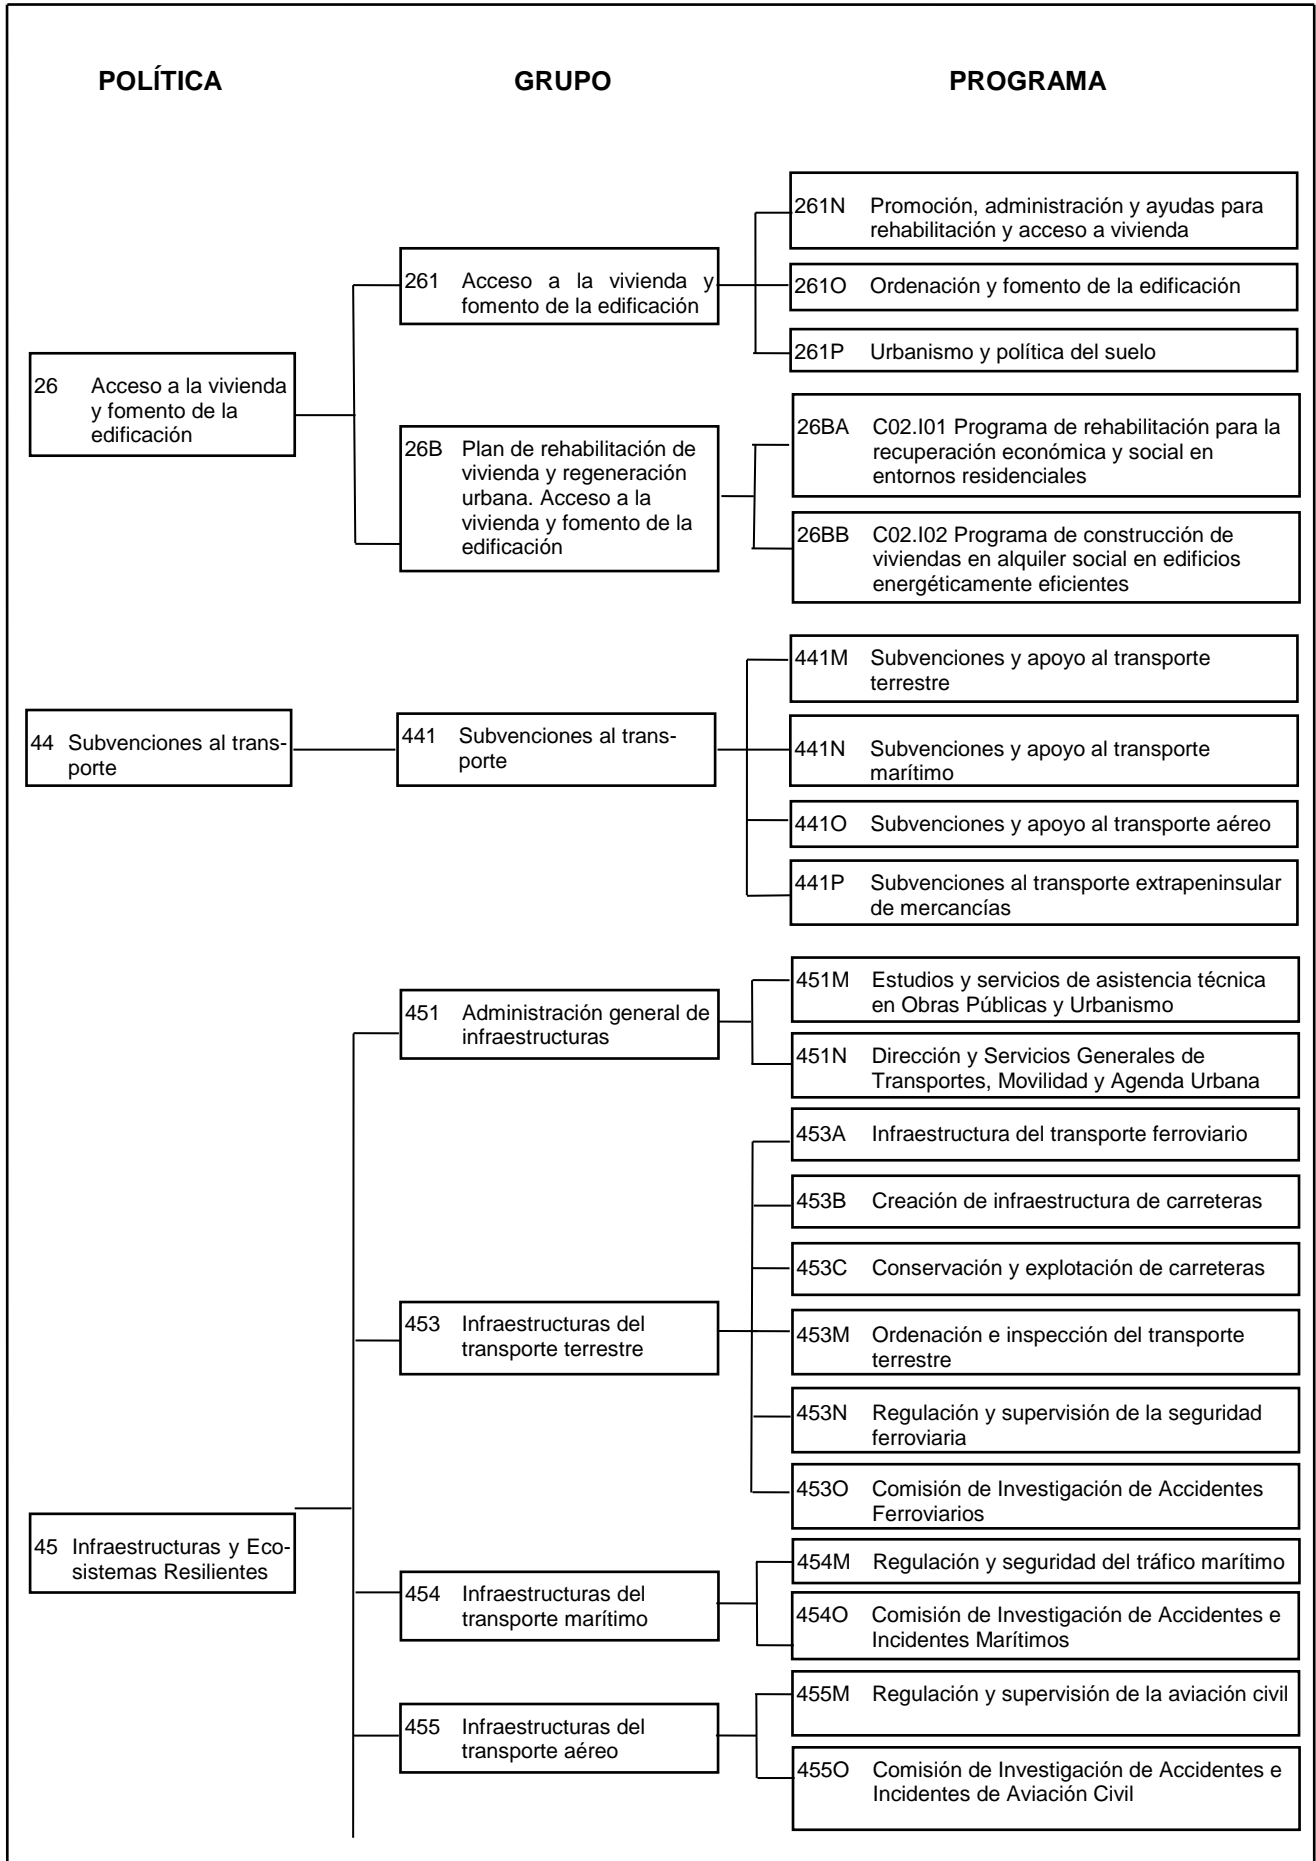 POLÍTICA GRUPO PROGRAMA
26 Acceso a la vivienda
y fomento de la
edificación
261 Acceso a la vivienda y
fomento de la edificación
261N Promoción, administración y ayudas para
rehabilitación y acceso a vivienda
261O Ordenación y fomento de la edificación
261P Urbanismo y política del suelo
26B Plan de rehabilitación de
vivienda y regeneración
urbana. Acceso a la
vivienda y fomento de la
edificación
26BA C02.I01 Programa de rehabilitación para la
recuperación económica y social en
entornos residenciales
26BB C02.I02 Programa de construcción de
viviendas en alquiler social en edificios
energéticamente eficientes
44 Subvenciones al trans-
porte
441 Subvenciones al trans-
porte
441M Subvenciones y apoyo al transporte
terrestre
441N Subvenciones y apoyo al transporte
marítimo
441O Subvenciones y apoyo al transporte aéreo
441P Subvenciones al transporte extrapeninsular
de mercancías
45 Infraestructuras y Eco-
sistemas Resilientes
451 Administración general de
infraestructuras
451M Estudios y servicios de asistencia técnica
en Obras Públicas y Urbanismo
451N Dirección y Servicios Generales de
Transportes, Movilidad y Agenda Urbana
453 Infraestructuras del
transporte terrestre
453A Infraestructura del transporte ferroviario
453B Creación de infraestructura de carreteras
453C Conservación y explotación de carreteras
453M Ordenación e inspección del transporte
terrestre
453N Regulación y supervisión de la seguridad
ferroviaria
453O Comisión de Investigación de Accidentes
Ferroviarios
454 Infraestructuras del
transporte marítimo
454M Regulación y seguridad del tráfico marítimo
454O Comisión de Investigación de Accidentes e
Incidentes Marítimos
455 Infraestructuras del
transporte aéreo
455M Regulación y supervisión de la aviación civil
455O Comisión de Investigación de Accidentes e
Incidentes de Aviación Civil